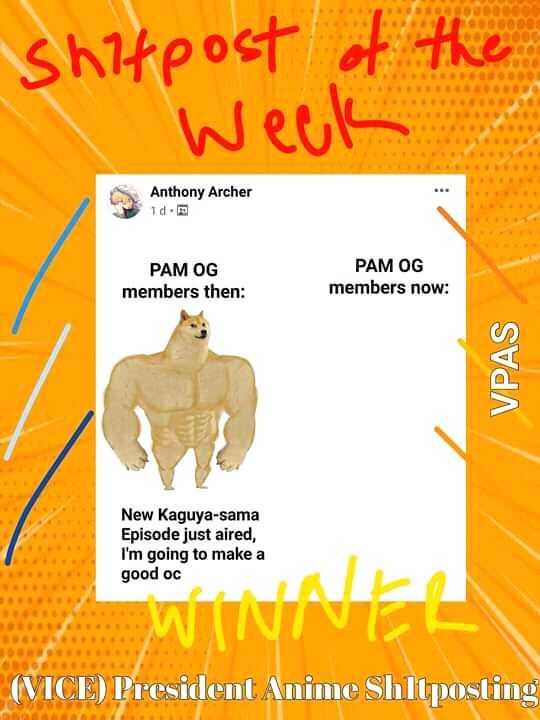 Sh1tpost of the
Week
Anthony Archer
1 d
PAM OG
members then:
PAM OG
members now:
VPAS
New Kaguya-sama
Episode just aired,
I'm going to make a
good oc
WINNER
(VICE) President Anime Sh1tposting